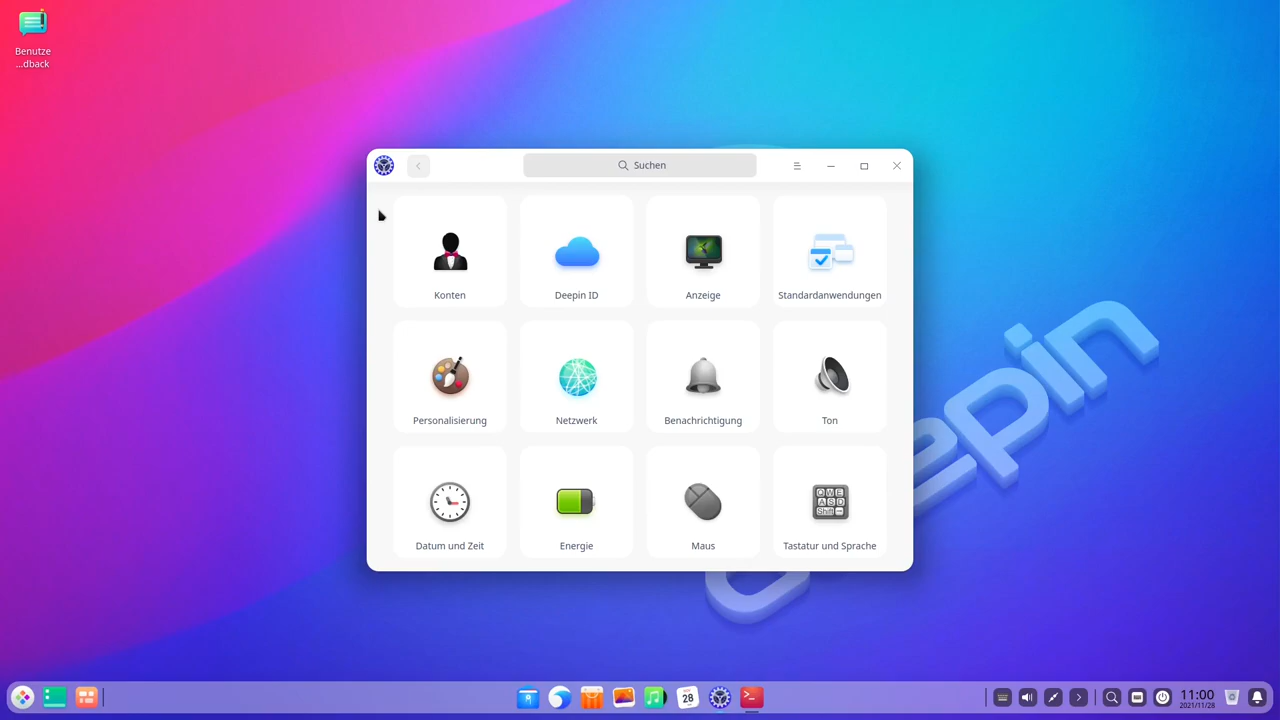 Benutze
...dback
Suchen
Konten
Deepin ID
Anzeige
Standardanwendungen
Personalisierung
Netzwerk
Benachrichtigung
Ton
Datum und Zeit
Energie
Maus
Tastatur und Sprache
deepin
28
11:00
2021/11/28